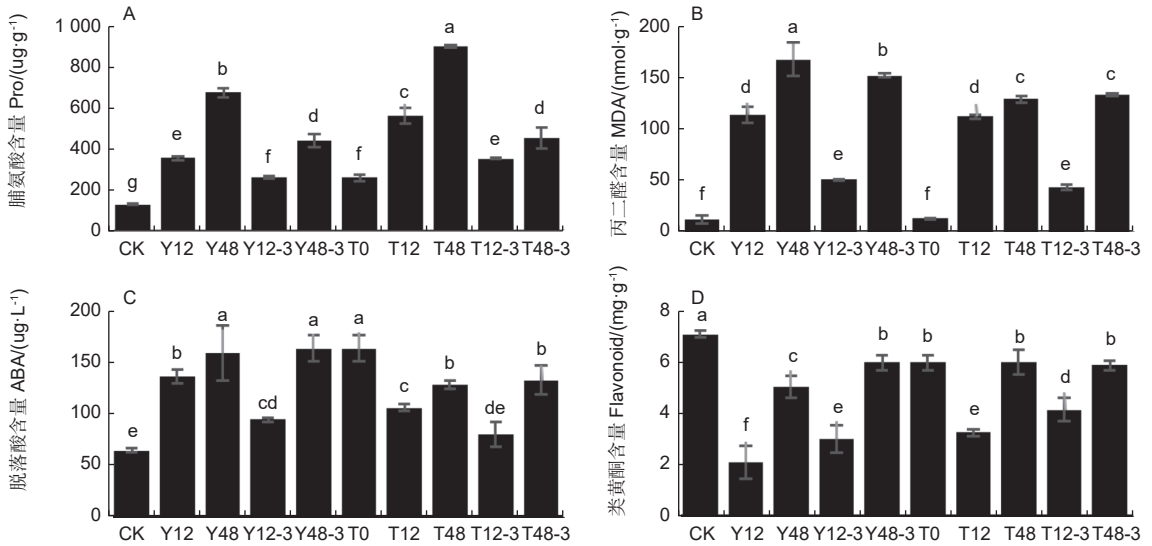 A
脯氨酸含量 Pro/(ug·g⁻¹)
1 000
800
600
400
200
0
g
e
b
f
d
f
c
a
e
d
CK Y12 Y48 Y12-3 Y48-3 T0 T12 T48 T12-3 T48-3
B
丙二醛含量 MDA/(nmol·g⁻¹)
200
150
100
50
0
f
d
a
e
b
f
d
c
e
c
CK Y12 Y48 Y12-3 Y48-3 T0 T12 T48 T12-3 T48-3
C
脱落酸含量 ABA/(ug·L⁻¹)
200
150
100
50
0
e
b
a
cd
a
a
c
b
de
b
CK Y12 Y48 Y12-3 Y48-3 T0 T12 T48 T12-3 T48-3
D
类黄酮含量 Flavonoid/(mg·g⁻¹)
8
6
4
2
0
a
f
c
e
b
b
e
b
d
b
CK Y12 Y48 Y12-3 Y48-3 T0 T12 T48 T12-3 T48-3